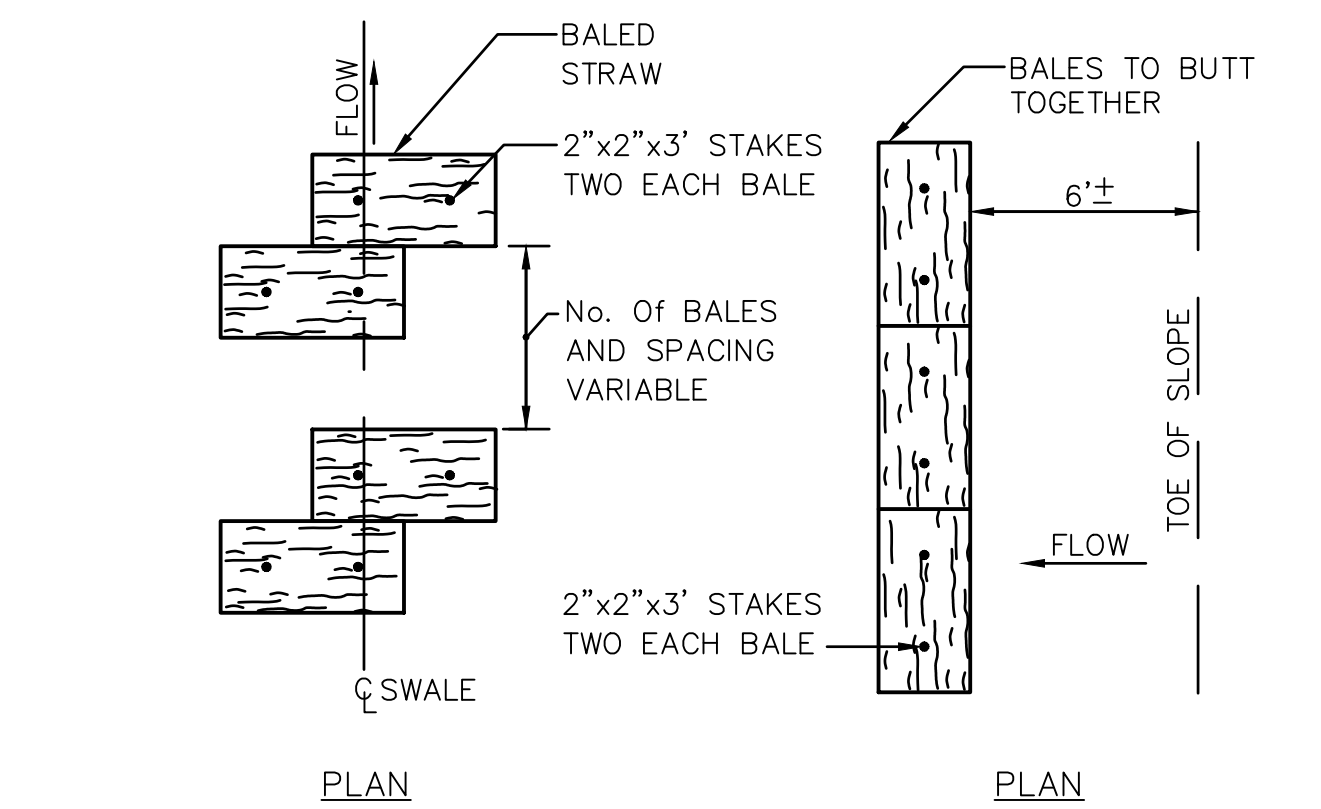 FLOW
BALED
STRAW
2”x2”x3’ STAKES
TWO EACH BALE
No. Of BALES
AND SPACING
VARIABLE
℄ SWALE
PLAN
BALES TO BUTT
TOGETHER
6’±
TOE OF SLOPE
FLOW
2”x2”x3’ STAKES
TWO EACH BALE
PLAN